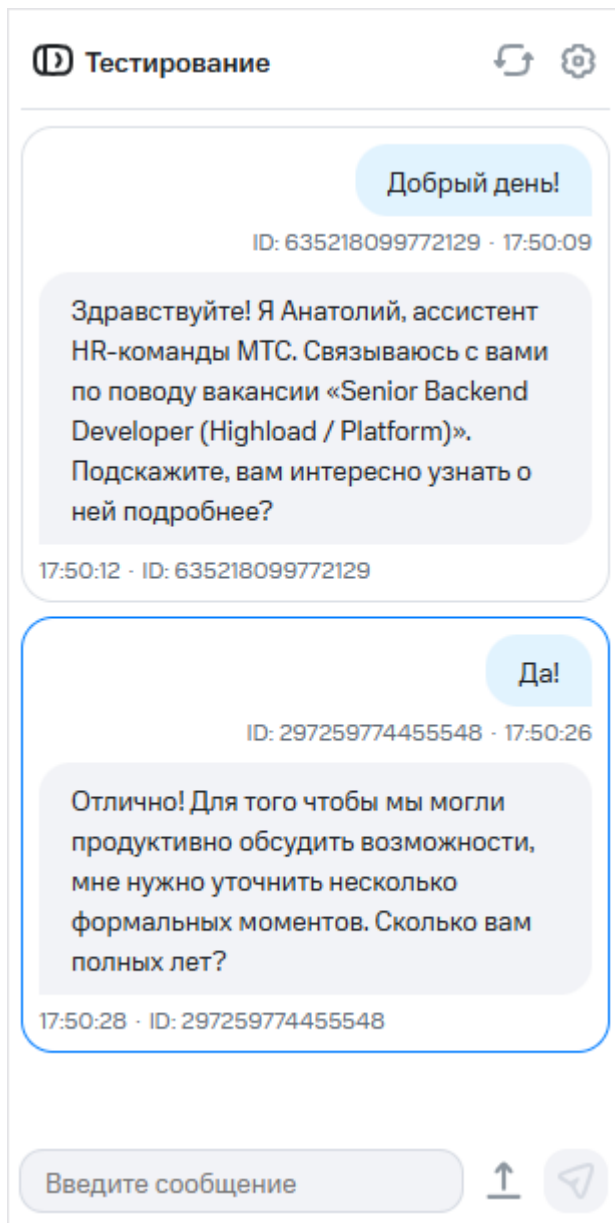 Тестирование
Добрый день!
ID: 635218099772129 · 17:50:09
Здравствуйте! Я Анатолий, ассистент
HR-команды МТС. Связываюсь с вами
по поводу вакансии «Senior Backend
Developer (Highload / Platform)».
Подскажите, вам интересно узнать о
ней подробнее?
17:50:12 · ID: 635218099772129
Да!
ID: 297259774455548 · 17:50:26
Отлично! Для того чтобы мы могли
продуктивно обсудить возможности,
мне нужно уточнить несколько
формальных моментов. Сколько вам
полных лет?
17:50:28 · ID: 297259774455548
Введите сообщение